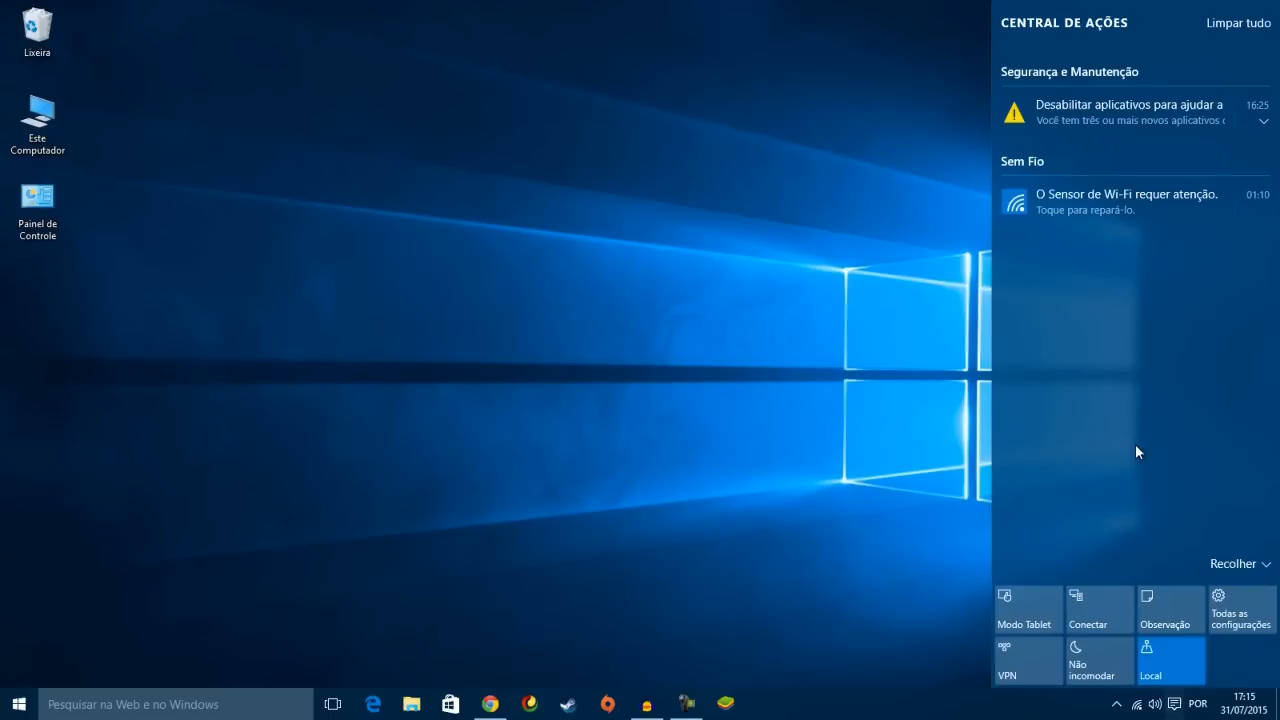 Lixeira
Este
Computador
Painel de
Controle
CENTRAL DE AÇÕES
Limpar tudo
Segurança e Manutenção
Desabilitar aplicativos para ajudar a
16:25
Você tem três ou mais novos aplicativos
Sem Fio
O Sensor de Wi-Fi requer atenção.
01:10
Toque para repará-lo.
Recolher
Modo Tablet
Conectar
Observação
Todas as
configurações
VPN
Não
incomodar
Local
Pesquisar na Web e no Windows
POR
17:15
31/07/2015